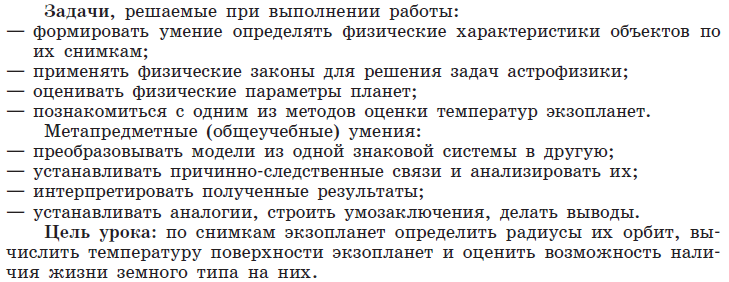 Задачи, решаемые при выполнении работы:
— формировать умение определять физические характеристики объектов по
их снимкам;
— применять физические законы для решения задач астрофизики;
— оценивать физические параметры планет;
— познакомиться с одним из методов оценки температур экзопланет.
Метапредметные (общеучебные) умения:
— преобразовывать модели из одной знаковой системы в другую;
— устанавливать причинно-следственные связи и анализировать их;
— интерпретировать полученные результаты;
— устанавливать аналогии, строить умозаключения, делать выводы.
Цель урока: по снимкам экзопланет определить радиусы их орбит, вы-
числить температуру поверхности экзопланет и оценить возможность нали-
чия жизни земного типа на них.